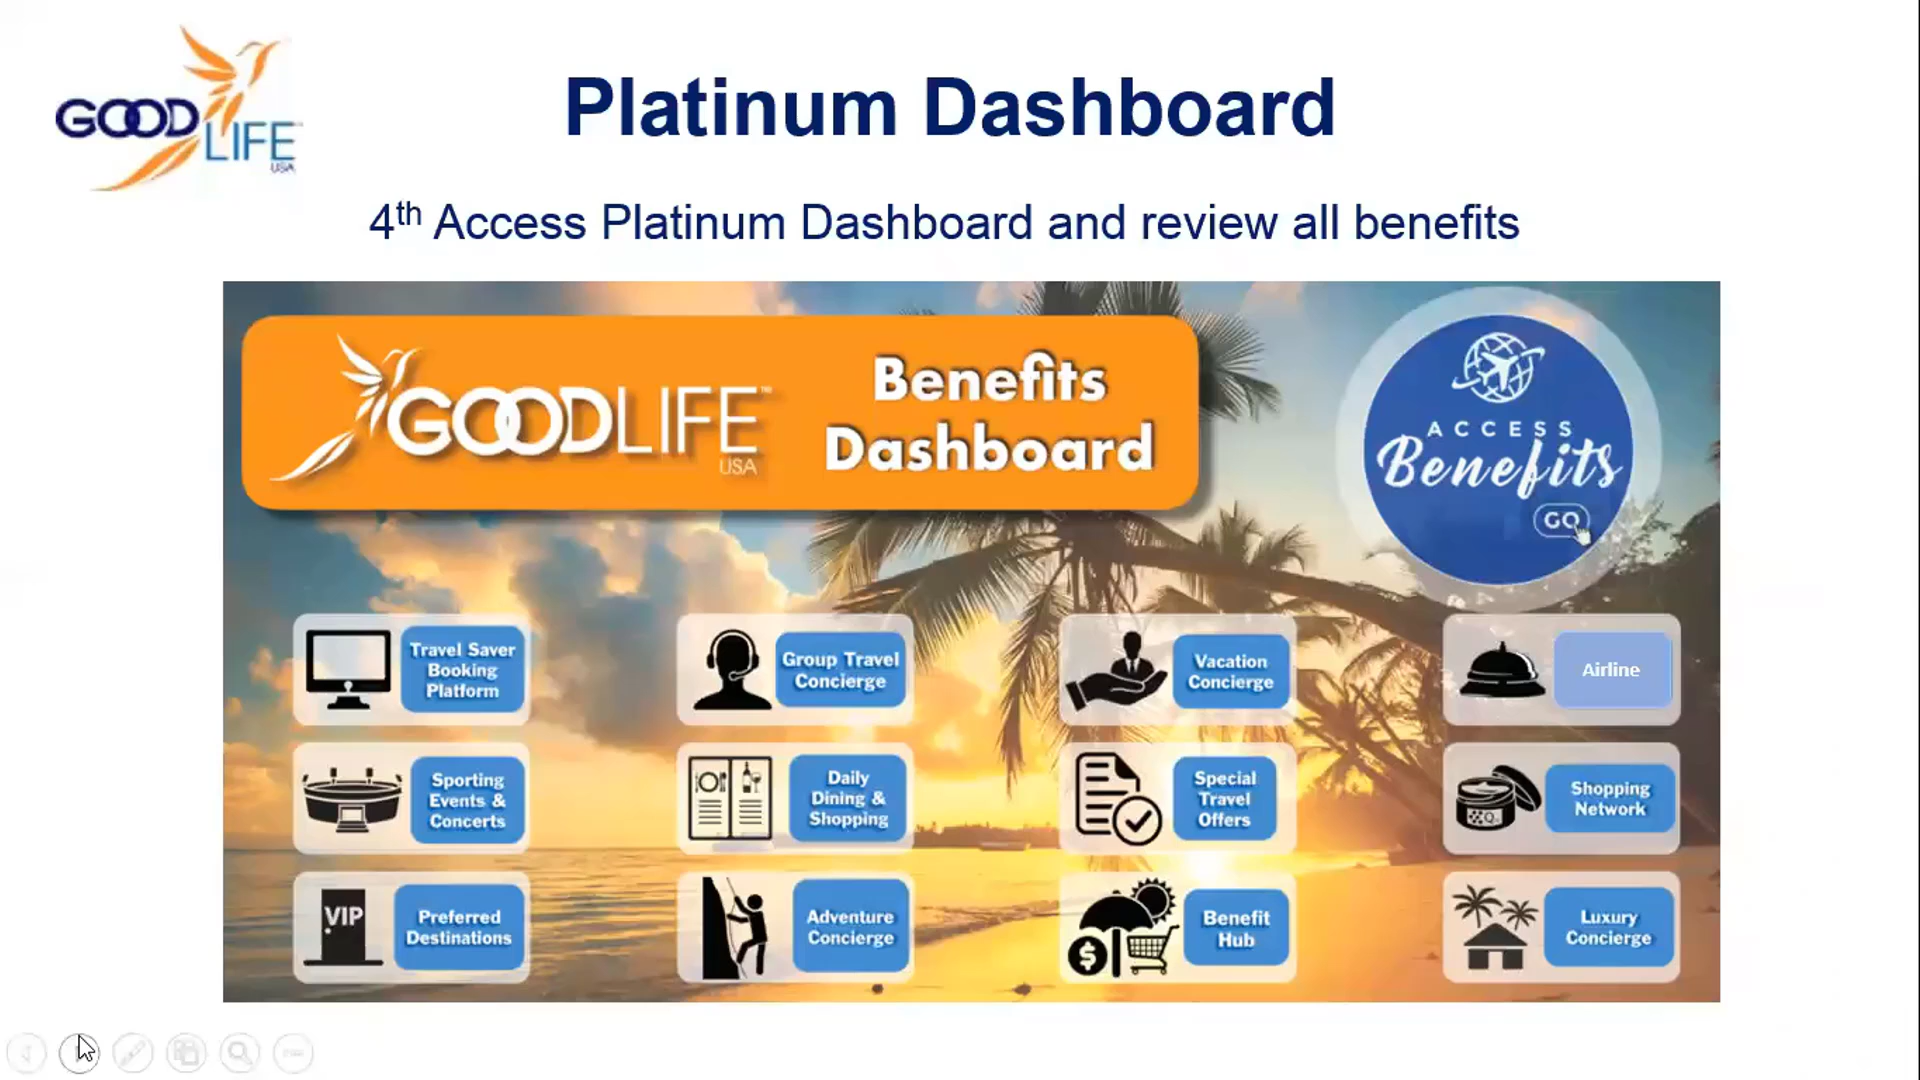 GOOD
LIFE
USA
Platinum Dashboard
4th Access Platinum Dashboard and review all benefits
GOODLIFE™
USA
Benefits
Dashboard
ACCESS
Benefits
GO
Travel Saver
Booking
Platform
Group Travel
Concierge
Vacation
Concierge
Airline
Sporting
Events &
Concerts
Daily
Dining &
Shopping
Special
Travel
Offers
Shopping
Network
VIP
Preferred
Destinations
Adventure
Concierge
Benefit
Hub
Luxury
Concierge